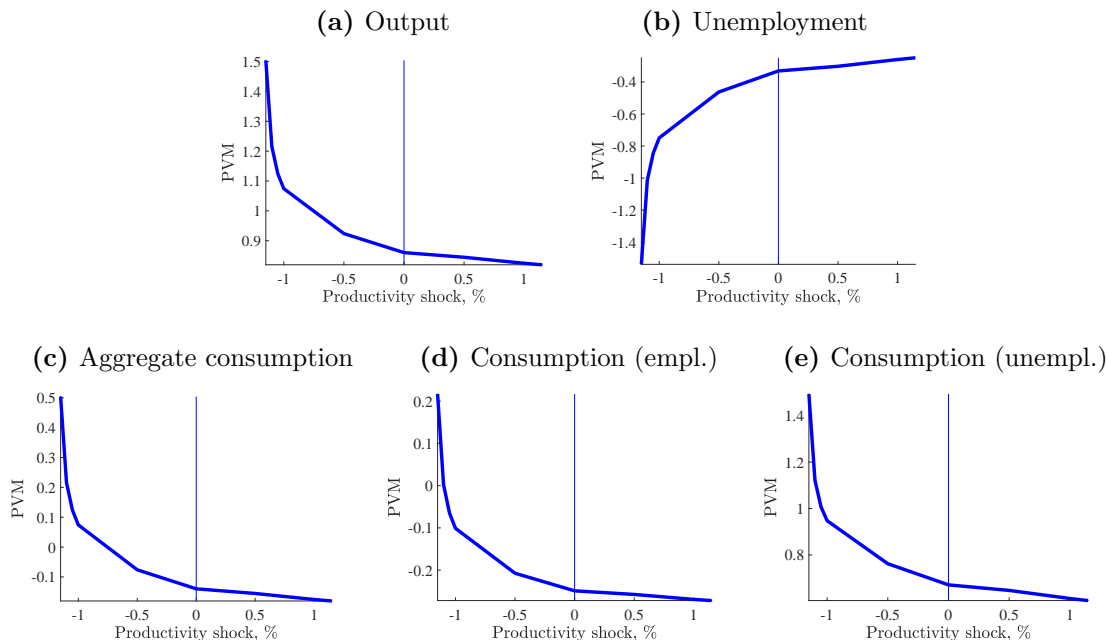 (a) Output
1.5
1.4
1.3
1.2
1.1
1
0.9
PVM
-1 -0.5 0 0.5 1
Productivity shock, %
(b) Unemployment
-0.4
-0.6
-0.8
-1
-1.2
-1.4
PVM
-1 -0.5 0 0.5 1
Productivity shock, %
(c) Aggregate consumption
0.5
0.4
0.3
0.2
0.1
0
-0.1
PVM
-1 -0.5 0 0.5 1
Productivity shock, %
(d) Consumption (empl.)
0.2
0.1
0
-0.1
-0.2
PVM
-1 -0.5 0 0.5 1
Productivity shock, %
(e) Consumption (unempl.)
1.4
1.2
1
0.8
PVM
-1 -0.5 0 0.5 1
Productivity shock, %